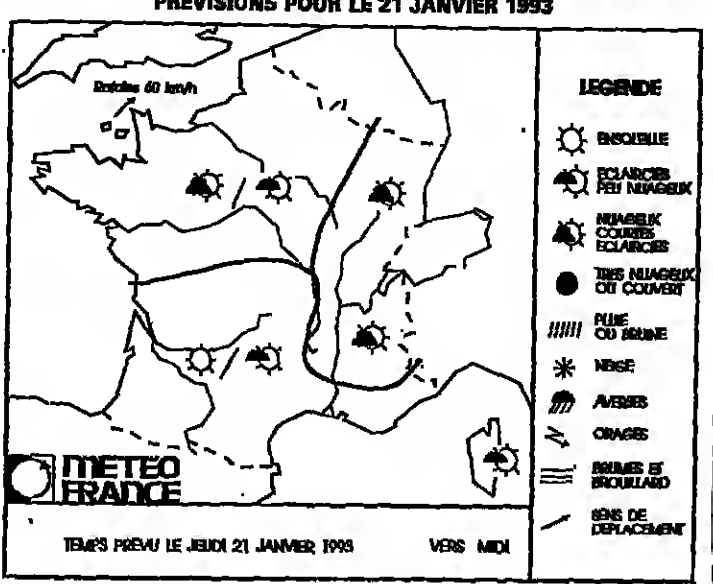 PREVISIONS POUR LE 21 JANVIER 1993
Rafales 60 km/h
LEGENDE
ENSOLEILLE
ECLAIRCIES
PEU NUAGEUX
NUAGEUX
COURTES
ECLAIRCIES
TRES NUAGEUX
OU COUVERT
PLUIE
OU BRUINE
NEIGE
AVERSES
ORAGES
BRUMES ET
BROUILLARD
SENS DE
DEPLACEMENT
METEO
FRANCE
TEMPS PREVU LE JEUDI 21 JANVIER 1993 VERS MIDI